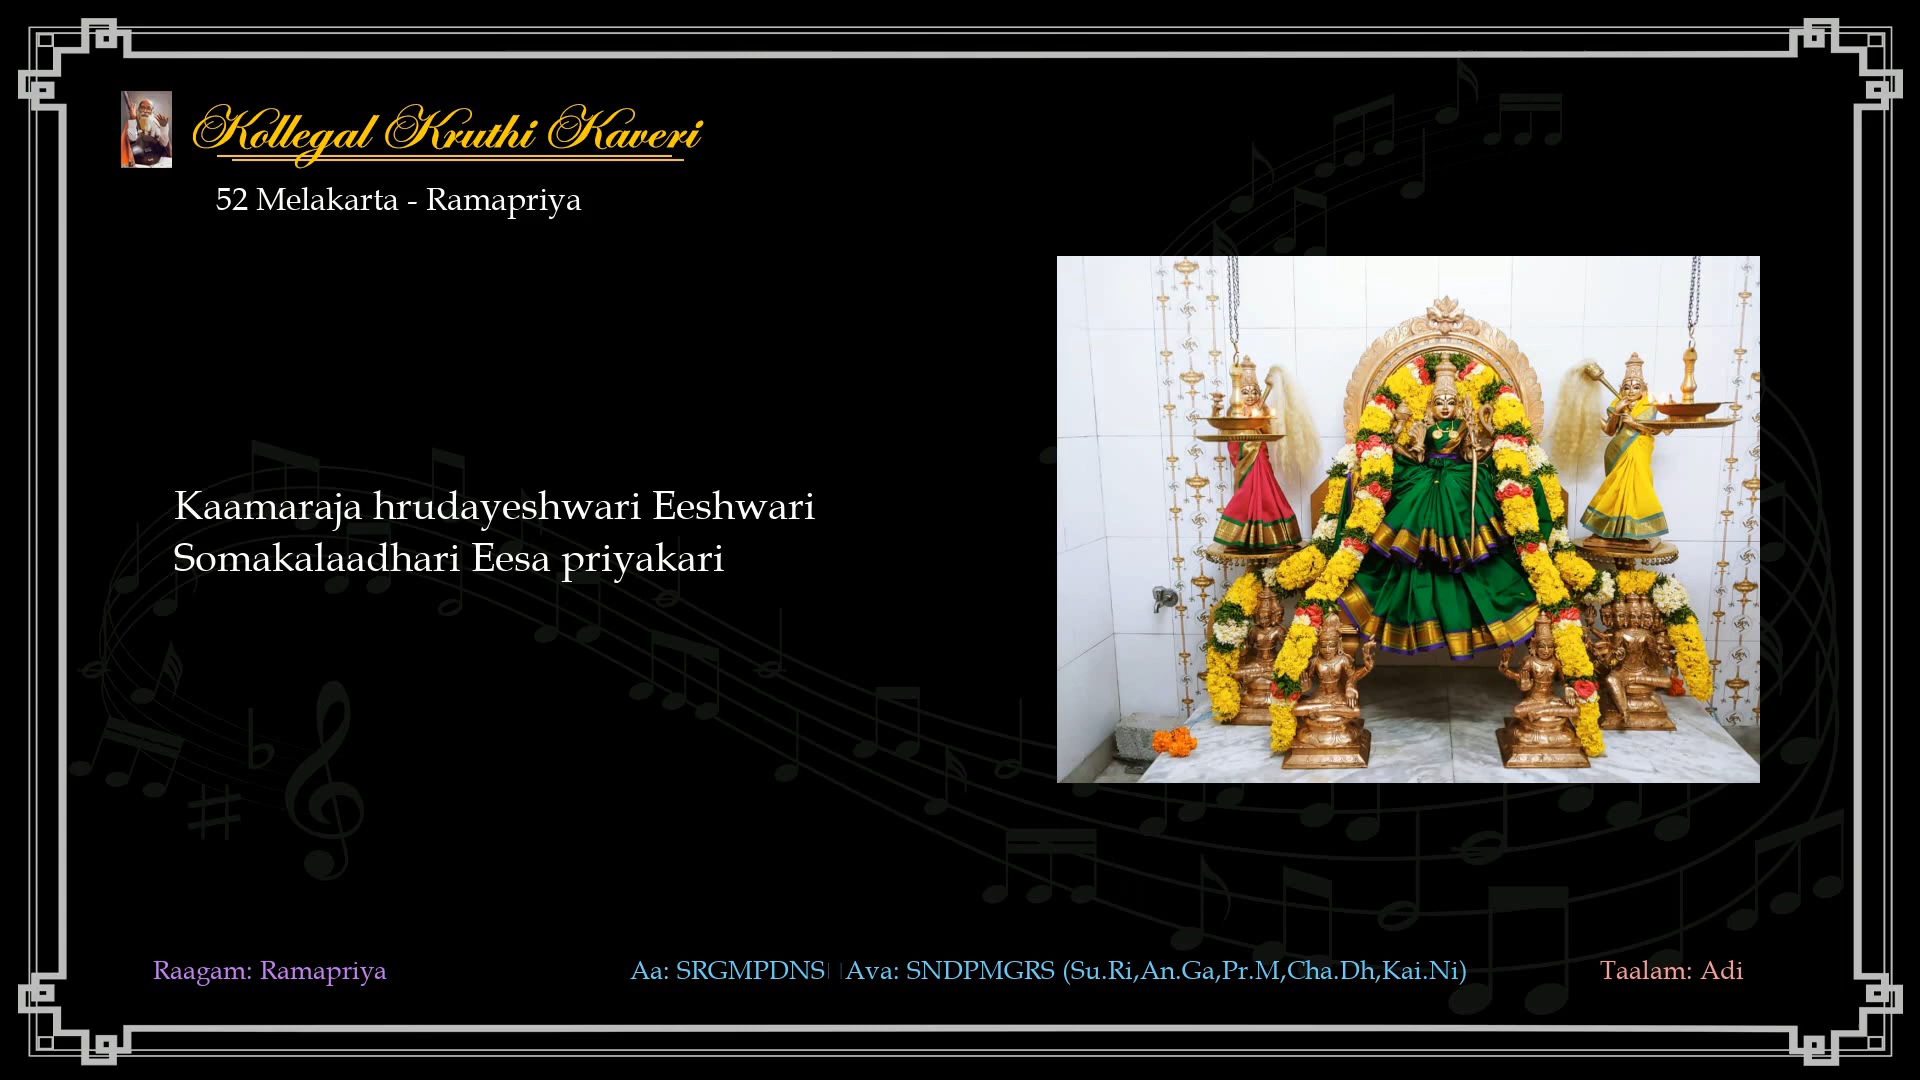 Kollegal Kruthi Kaveri
52 Melakarta - Ramapriya
Kaamaraja hrudayeshwari Eeshwari
Somakalaadhari Eesa priyakari
Raagam: Ramapriya
Aa: SRGMPDNS Ava: SNDPMGRS (Su.Ri,An.Ga,Pr.M,Cha.Dh,Kai.Ni)
Taalam: Adi